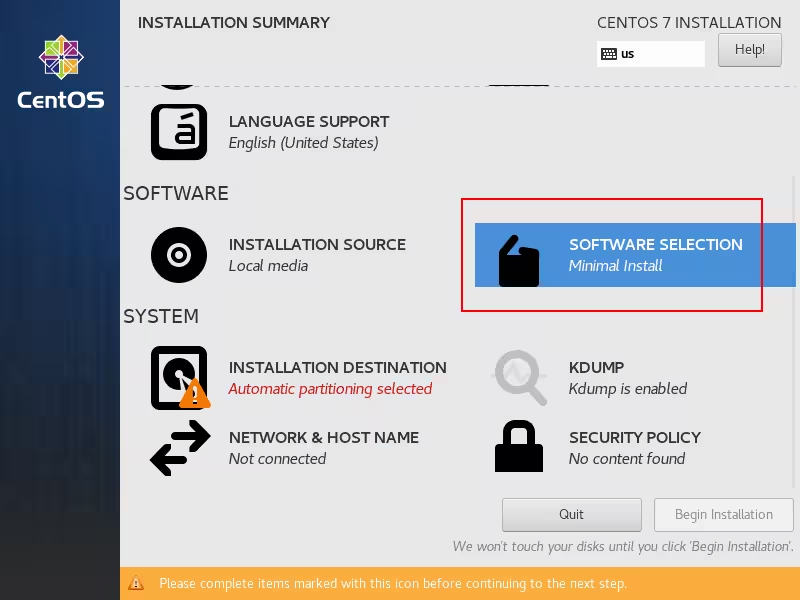 INSTALLATION SUMMARY
CENTOS 7 INSTALLATION
us
Help!
CentOS
LANGUAGE SUPPORT
English (United States)
SOFTWARE
INSTALLATION SOURCE
Local media
SOFTWARE SELECTION
Minimal Install
SYSTEM
INSTALLATION DESTINATION
Automatic partitioning selected
KDUMP
Kdump is enabled
NETWORK & HOST NAME
Not connected
SECURITY POLICY
No content found
Quit
Begin Installation
We won't touch your disks until you click 'Begin Installation'.
Please complete items marked with this icon before continuing to the next step.